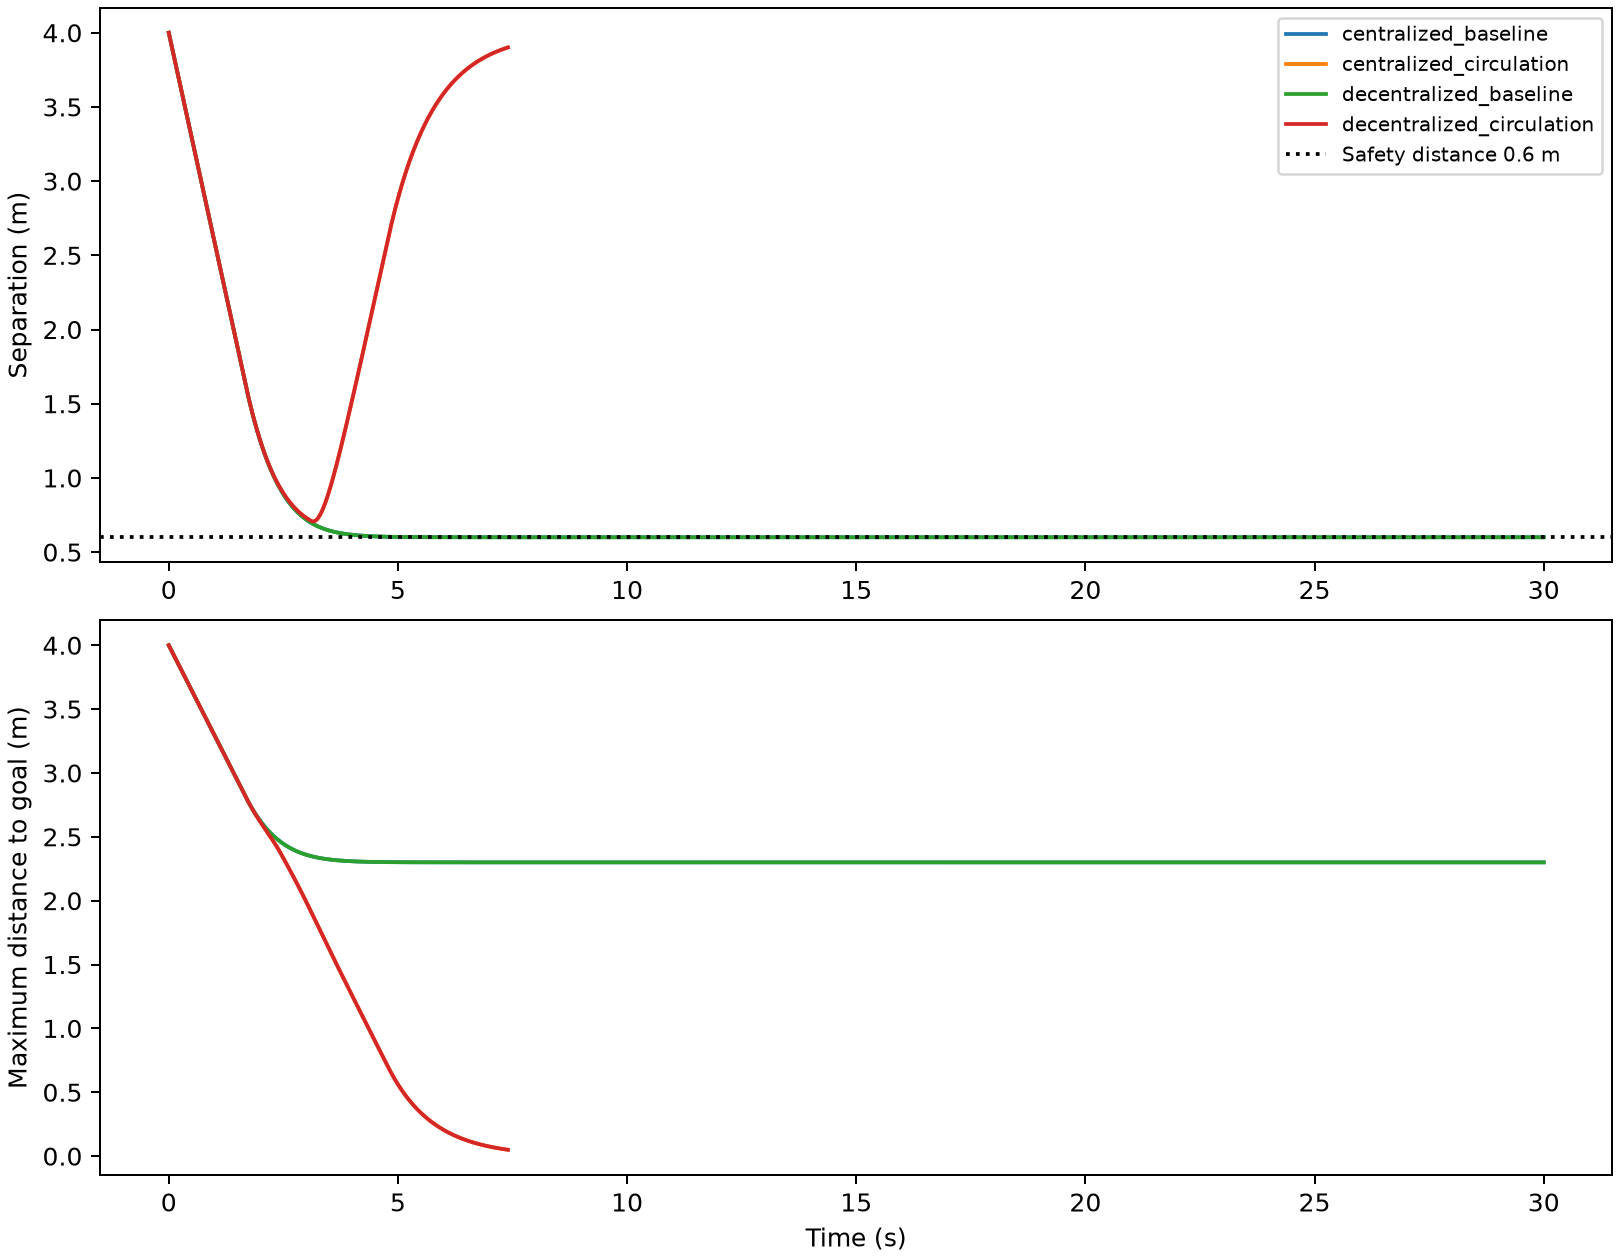 4.0
3.5
3.0
2.5
2.0
1.5
1.0
0.5
Separation (m)
centralized_baseline
centralized_circulation
decentralized_baseline
decentralized_circulation
Safety distance 0.6 m
0 5 10 15 20 25 30
4.0
3.5
3.0
2.5
2.0
1.5
1.0
0.5
0.0
Maximum distance to goal (m)
0 5 10 15 20 25 30
Time (s)